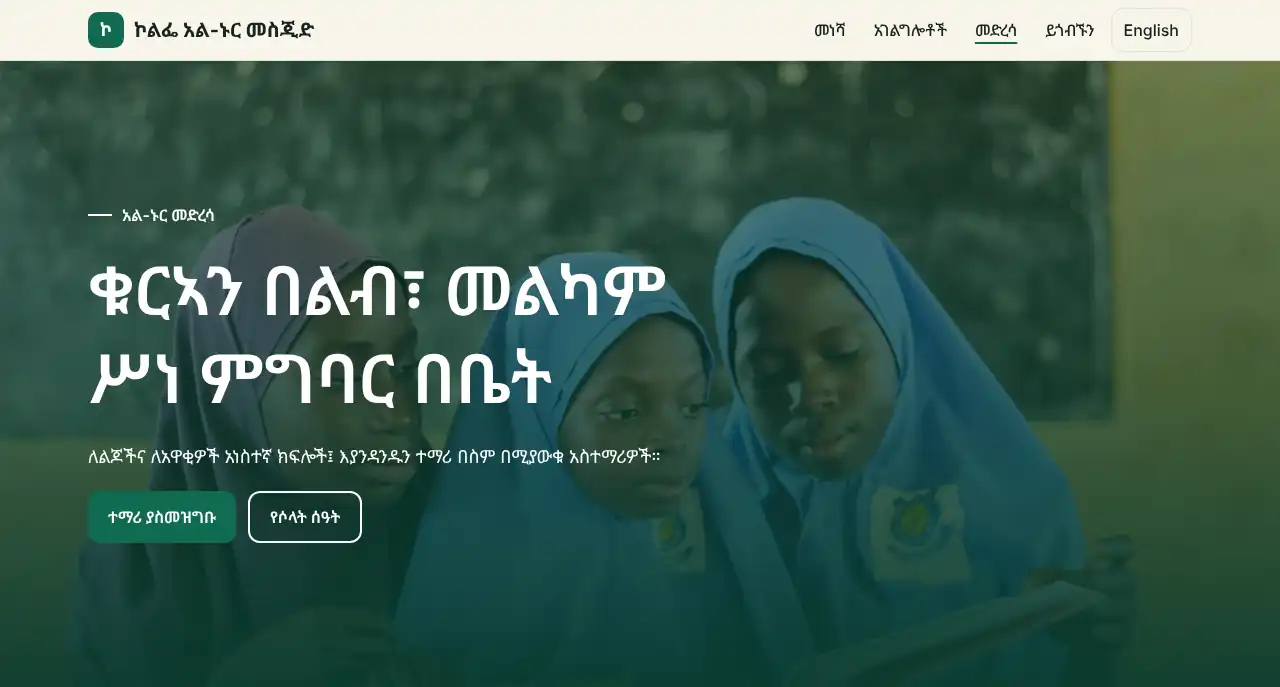 ኮ
ኮልፌ አል-ኑር መስጂድ
መነሻ
አገልግሎቶች
መድረሳ
ይጎብኙን
English
አል-ኑር መድረሳ
ቁርኣን በልብ፣ መልካም
ሥነ ምግባር በቤት
ለልጆችና ለአዋቂዎች አነስተኛ ክፍሎች፤ እያንዳንዱን ተማሪ በስም በሚያውቁ አስተማሪዎች።
ተማሪ ያስመዝግቡ
የሶላት ሰዓት